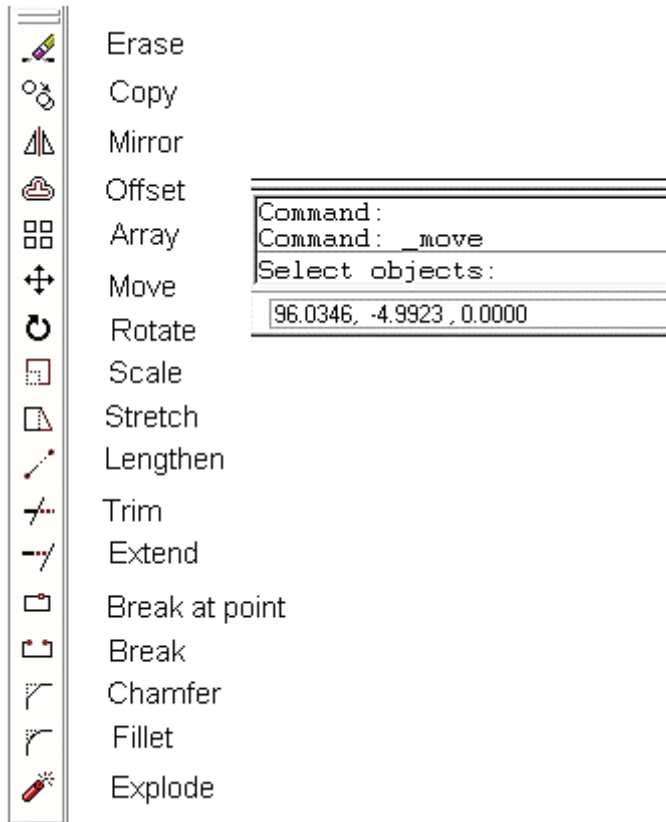 Erase
Copy
Mirror
Offset
Array
Move
Rotate
Scale
Stretch
Lengthen
Trim
Extend
Break at point
Break
Chamfer
Fillet
Explode
Command:
Command: _move
Select objects:
96.0346, -4.9923 , 0.0000